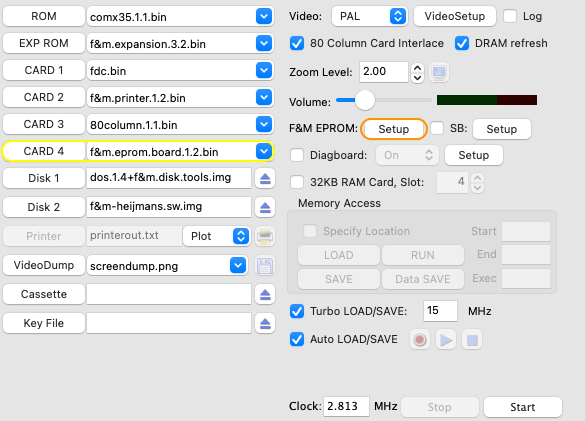 ROM comx35.1.1.bin
EXP ROM f&m.expansion.3.2.bin
CARD 1 fdc.bin
CARD 2 f&m.printer.1.2.bin
CARD 3 80column.1.1.bin
CARD 4 f&m.eprom.board.1.2.bin
Disk 1 dos.1.4+f&m.disk.tools.img
Disk 2 f&m-heijmans.sw.img
Printer printerout.txt Plot
VideoDump screendump.png
Cassette
Key File
Video: PAL VideoSetup Log
80 Column Card Interlace DRAM refresh
Zoom Level: 2.00
Volume:
F&M EPROM: Setup SB: Setup
Diagboard: On Setup
32KB RAM Card, Slot: 4
Memory Access
Specify Location Start
LOAD RUN End
SAVE Data SAVE Exec
Turbo LOAD/SAVE: 15 MHz
Auto LOAD/SAVE
Clock: 2.813 MHz Stop Start